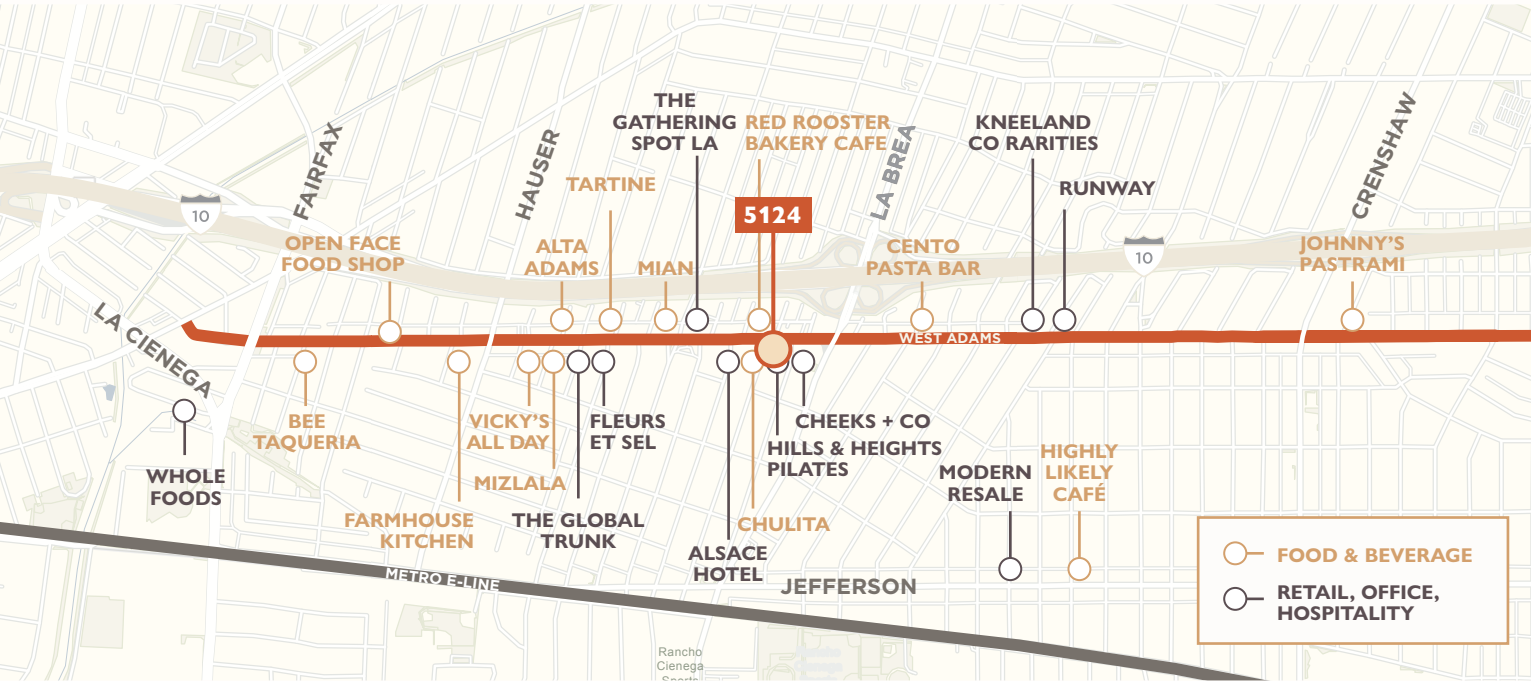 THE
GATHERING
SPOT LA
RED ROOSTER
BAKERY CAFE
KNEELAND
CO RARITIES
CRENSHAW
FAIRFAX
HAUSER
LA BREA
TARTINE
RUNWAY
10
5124
OPEN FACE
FOOD SHOP
ALTA
ADAMS
MIAN
CENTO
PASTA BAR
10
JOHNNY'S
PASTRAMI
LA CIENEGA
WEST ADAMS
BEE
TAQUERIA
VICKY'S
ALL DAY
FLEURS
ET SEL
CHEEKS + CO
HILLS & HEIGHTS
PILATES
WHOLE
FOODS
MIZLALA
MODERN
RESALE
HIGHLY
LIKELY
CAFÉ
FARMHOUSE
KITCHEN
THE GLOBAL
TRUNK
CHULITA
ALSACE
HOTEL
METRO E-LINE
JEFFERSON
FOOD & BEVERAGE
RETAIL, OFFICE,
HOSPITALITY
Rancho
Cienega
Sports